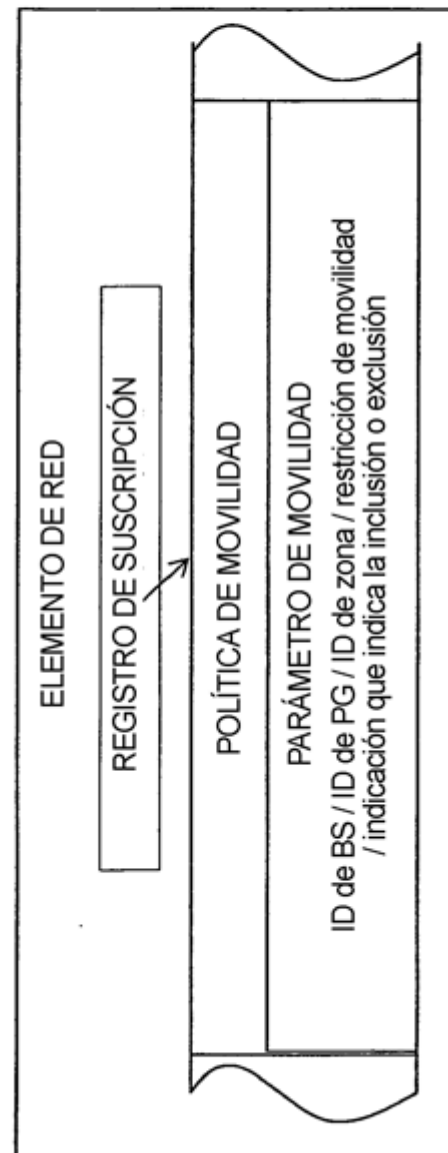 ELEMENTO DE RED
REGISTRO DE SUSCRIPCIÓN
POLÍTICA DE MOVILIDAD
PARÁMETRO DE MOVILIDAD
ID de BS / ID de PG / ID de zona / restricción de movilidad
/ indicación que indica la inclusión o exclusión